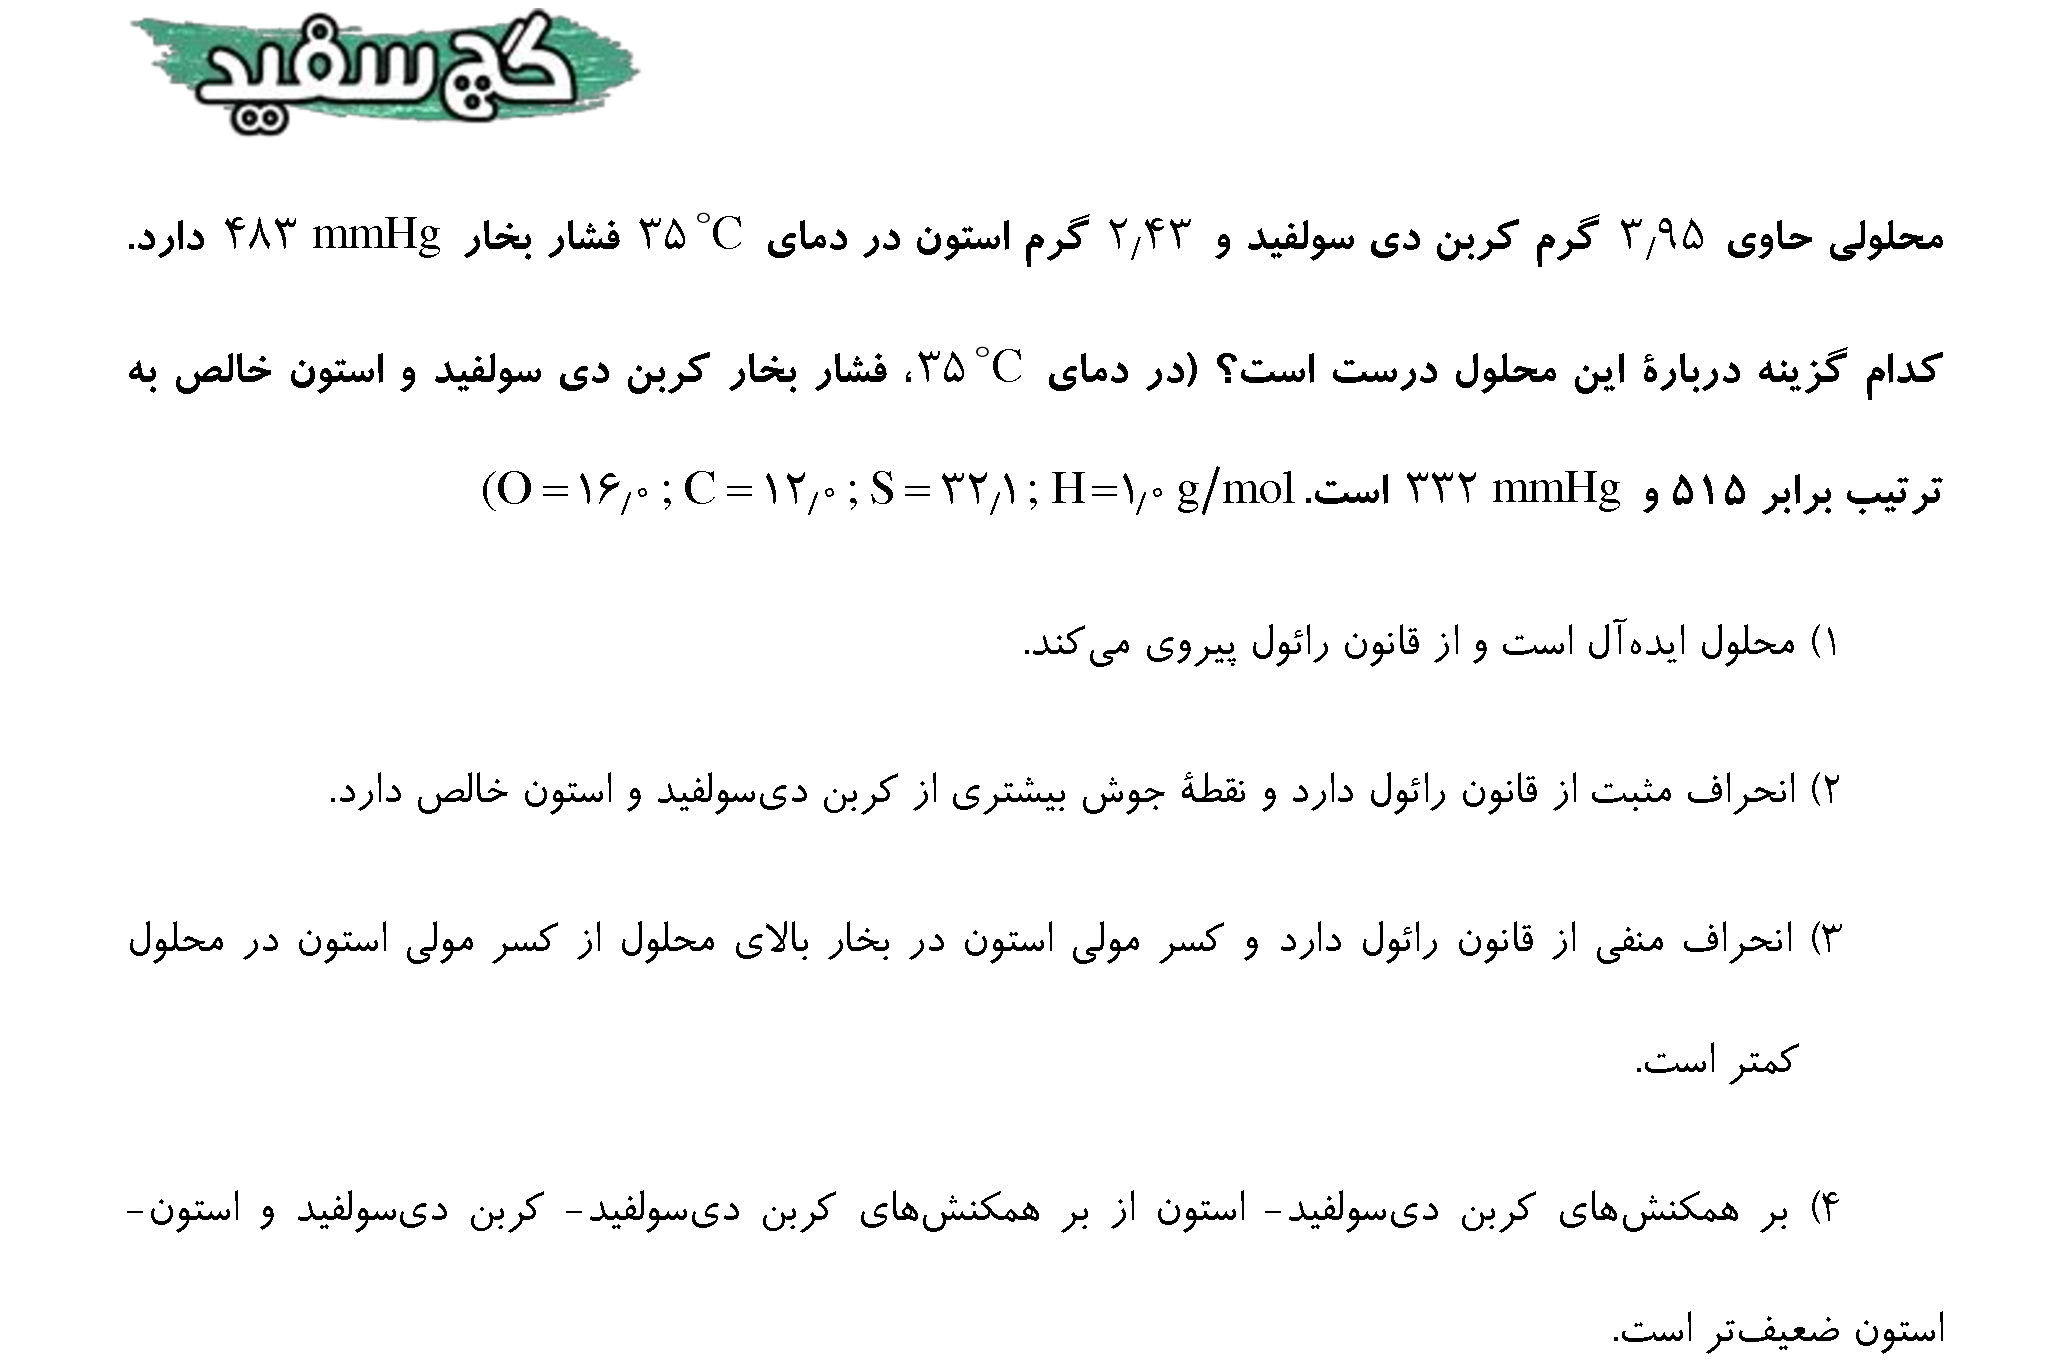 گچ سفید
محلولی حاوی ۳٫۹۵ گرم کربن دی سولفید و ۲٫۴۳ گرم استون در دمای ۳۵ °C فشار بخار ۴۸۳ mmHg دارد.
کدام گزینه دربارۀ این محلول درست است؟ (در دمای ۳۵ °C، فشار بخار کربن دی سولفید و استون خالص به
ترتیب برابر ۵۱۵ و ۳۳۲ mmHg است. O = ۱۶٫۰ ; C = ۱۲٫۰ ; S = ۳۲٫۱ ; H = ۱٫۰ g/mol)
۱) محلول ایده‌آل است و از قانون رائول پیروی می‌کند.
۲) انحراف مثبت از قانون رائول دارد و نقطۀ جوش بیشتری از کربن دی‌سولفید و استون خالص دارد.
۳) انحراف منفی از قانون رائول دارد و کسر مولی استون در بخار بالای محلول از کسر مولی استون در محلول
کمتر است.
۴) بر همکنش‌های کربن دی‌سولفید- استون از بر همکنش‌های کربن دی‌سولفید- کربن دی‌سولفید و استون-
استون ضعیف‌تر است.